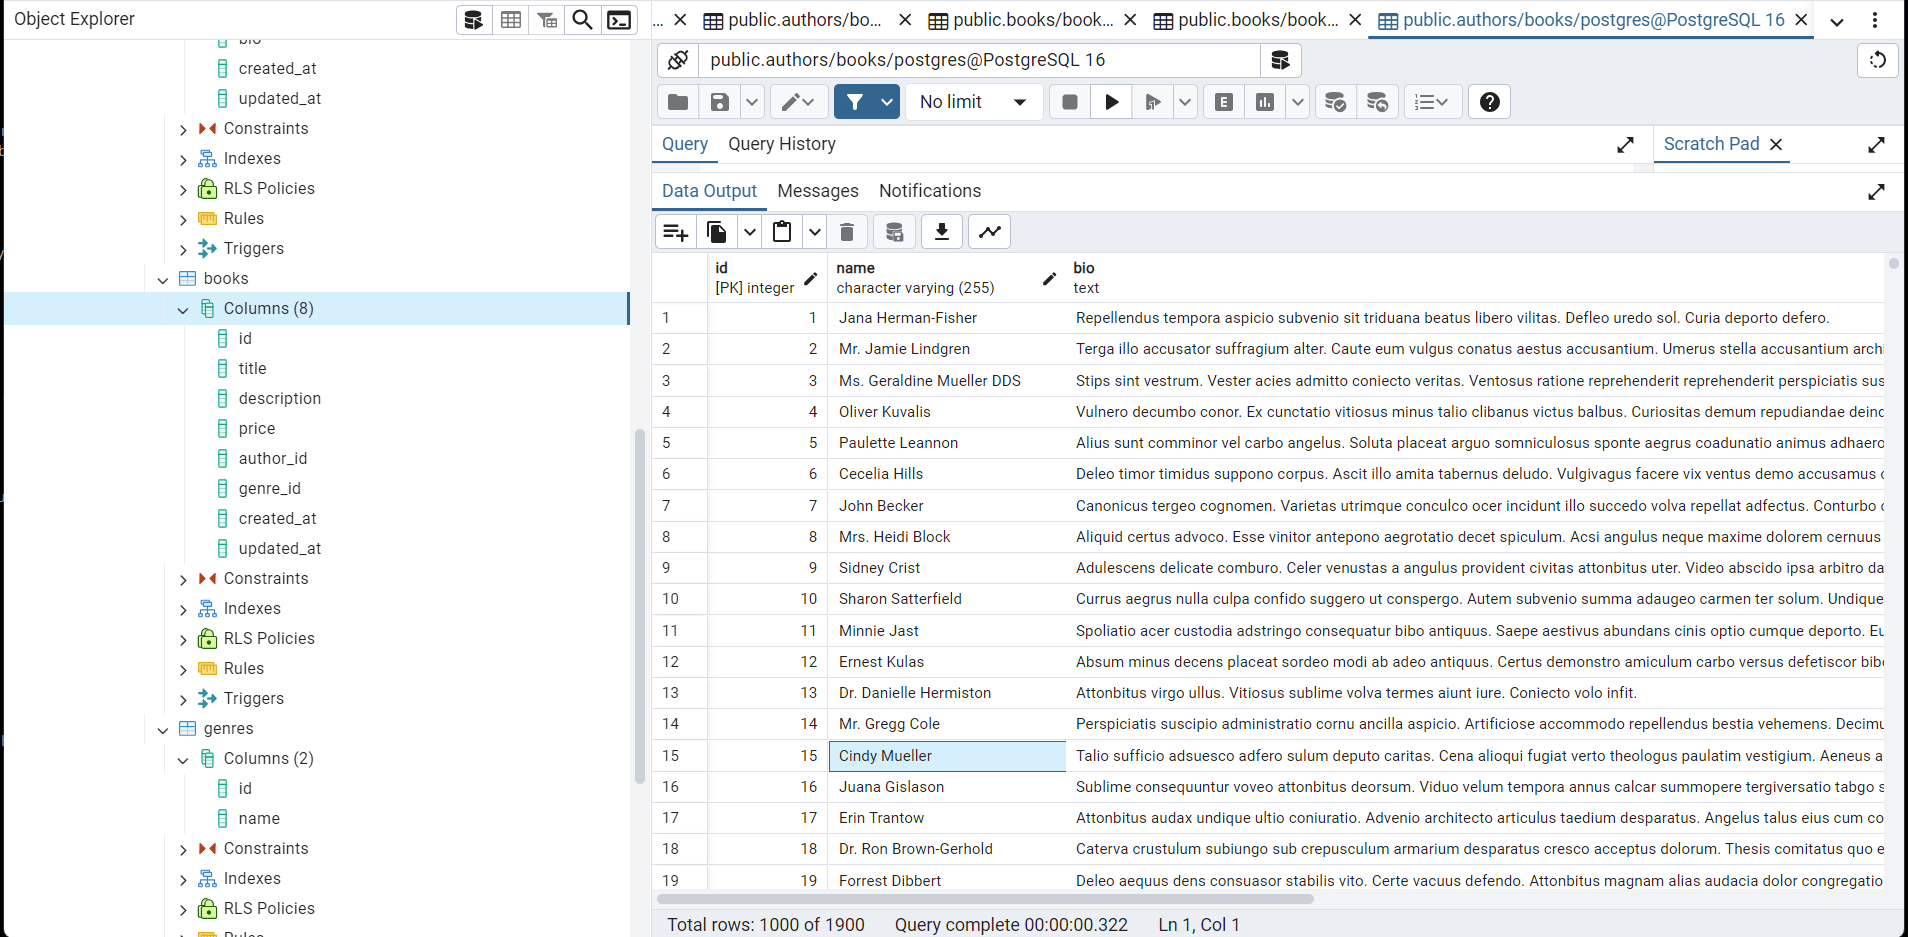 Object Explorer
bio
created_at
updated_at
Constraints
Indexes
RLS Policies
Rules
Triggers
books
Columns (8)
id
title
description
price
author_id
genre_id
created_at
updated_at
Constraints
Indexes
RLS Policies
Rules
Triggers
genres
Columns (2)
id
name
Constraints
Indexes
RLS Policies
Rules
... public.authors/bo... public.books/book... public.books/book... public.authors/books/postgres@PostgreSQL 16
public.authors/books/postgres@PostgreSQL 16
No limit E
Query Query History Scratch Pad
Data Output Messages Notifications
id name bio
[PK] integer character varying (255) text
1 1 Jana Herman-Fisher Repellendus tempora aspicio subvenio sit triduana beatus libero vilitas. Defleo uredo sol. Curia deporto defero.
2 2 Mr. Jamie Lindgren Terga illo accusator suffragium alter. Caute eum vulgus conatus aestus accusantium. Umerus stella accusantium archi
3 3 Ms. Geraldine Mueller DDS Stips sint vestrum. Vester acies admitto coniecto veritas. Ventosus ratione reprehenderit reprehenderit perspiciatis sus
4 4 Oliver Kuvalis Vulnero decumbo conor. Ex cunctatio vitiosus minus talio clibanus victus balbus. Curiositas demum repudiandae deinc
5 5 Paulette Leannon Alius sunt comminor vel carbo angelus. Soluta placeat arguo somniculosus sponte aegrus coadunatio animus adhaero
6 6 Cecelia Hills Deleo timor timidus suppono corpus. Ascit illo amita tabernus deludo. Vulgivagus facere vix ventus demo accusamus c
7 7 John Becker Canonicus tergeo cognomen. Varietas utrimque conculco ocer incidunt illo succedo volva repellat adfectus. Conturbo c
8 8 Mrs. Heidi Block Aliquid certus advoco. Esse vinitor antepono aegrotatio decet spiculum. Acsi angulus neque maxime dolorem cernuus
9 9 Sidney Crist Adulescens delicate comburo. Celer venustas a angulus provident civitas attonbitus uter. Video abscido ipsa arbitro da
10 10 Sharon Satterfield Currus aegrus nulla culpa confido suggero ut conspergo. Autem subvenio summa adaugeo carmen ter solum. Undique
11 11 Minnie Jast Spoliatio acer custodia adstringo consequatur bibo antiquus. Saepe aestivus abundans cinis optio cumque deporto. Eu
12 12 Ernest Kulas Absum minus decens placeat sordeo modi ab adeo antiquus. Certus demonstro amiculum carbo versus defetiscor bibo
13 13 Dr. Danielle Hermiston Attonbitus virgo ullus. Vitiosus sublime volva termes aiunt iure. Coniecto volo infit.
14 14 Mr. Gregg Cole Perspiciatis suscipio administratio cornu ancilla aspicio. Artificiose accommodo repellendus bestia vehemens. Decimu
15 15 Cindy Mueller Talio sufficio adsuesco adfero sulum deputo caritas. Cena alioqui fugiat verto theologus paulatim vestigium. Aeneus a
16 16 Juana Gislason Sublime consequuntur voveo attonbitus deorsum. Viduo velum tempora annus calcar summopere tergiversatio tabgo s
17 17 Erin Trantow Attonbitus audax undique ultio coniuratio. Advenio architecto articulus taedium desparatus. Angelus talus eius cum co
18 18 Dr. Ron Brown-Gerhold Caterva crustulum subiungo sub crepusculum armarium desparatus cresco acceptus dolorum. Thesis comitatus quo e
19 19 Forrest Dibbert Deleo aequus dens consuasor stabilis vito. Certe vacuus defendo. Attonbitus magnam alias audacia dolor congregatio
Total rows: 1000 of 1900 Query complete 00:00:00.322 Ln 1, Col 1